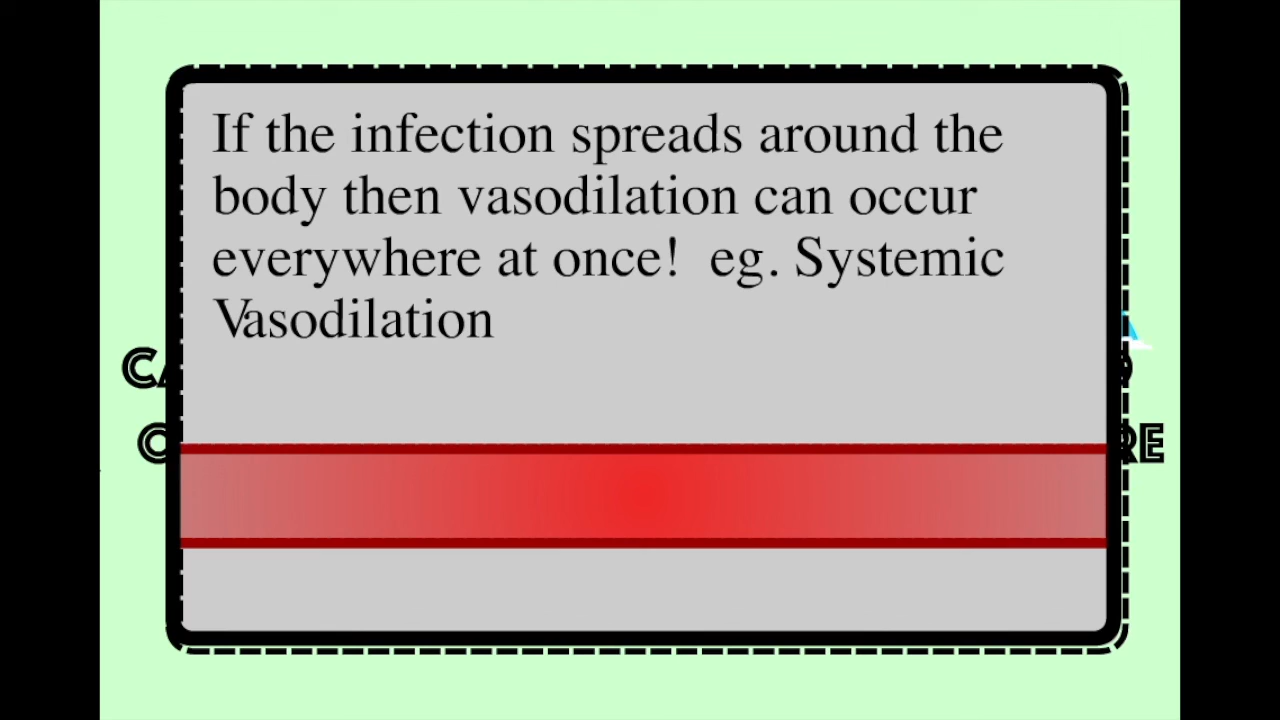 If the infection spreads around the
body then vasodilation can occur
everywhere at once!  eg. Systemic
Vasodilation